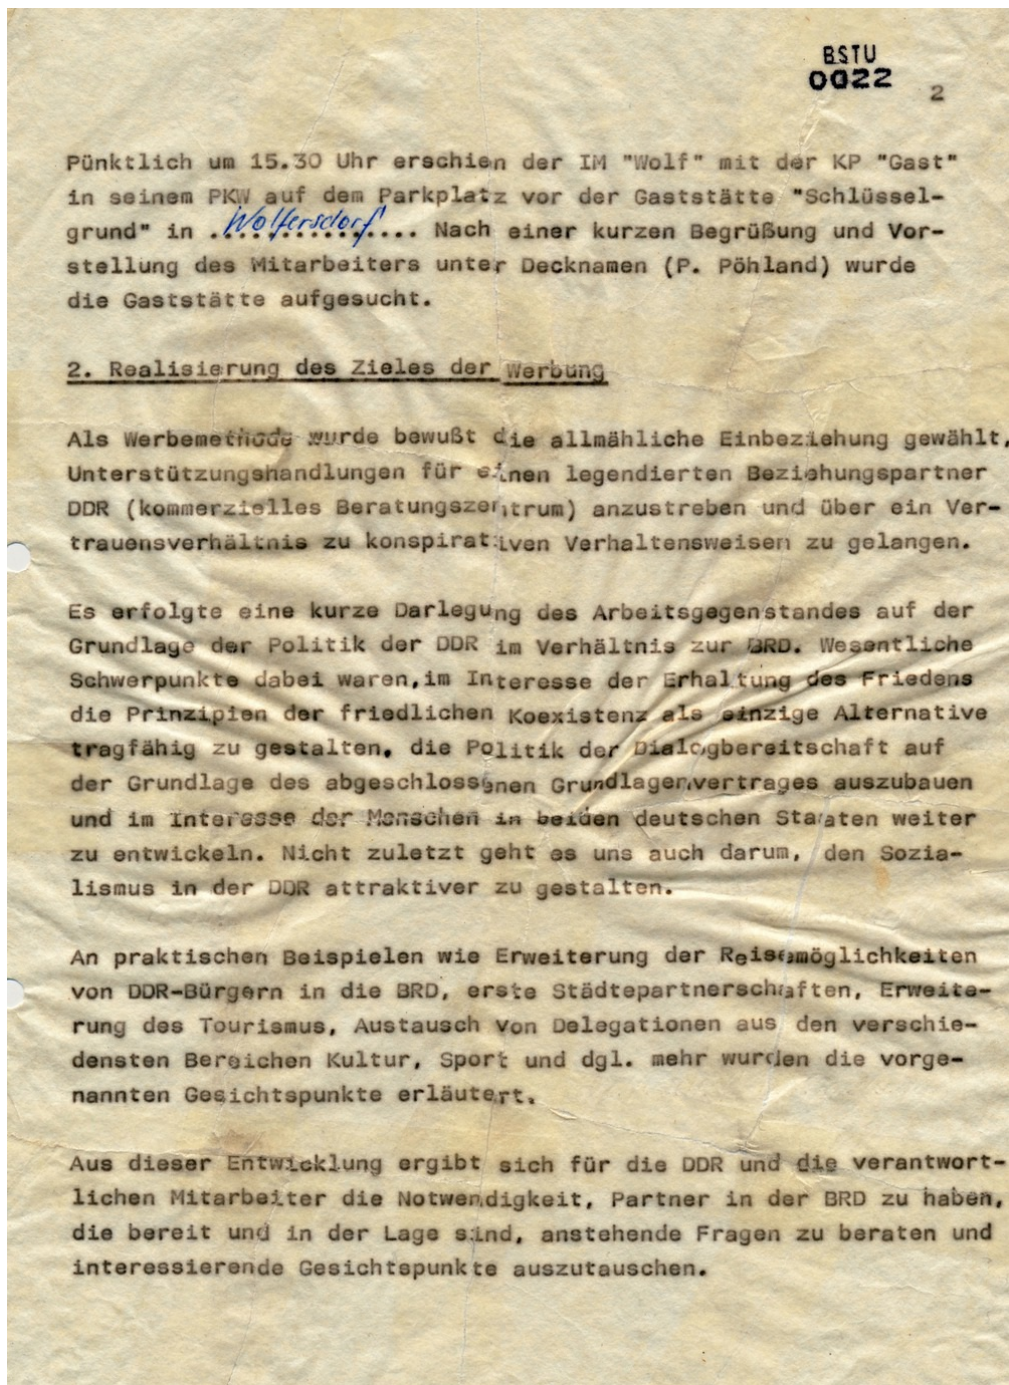 BSTU
0022
2
Pünktlich um 15.30 Uhr erschien der IM "Wolf" mit der KP "Gast"
in seinem PKW auf dem Parkplatz vor der Gaststätte "Schlüssel-
grund" in .Wolfersdorf... Nach einer kurzen Begrüßung und Vor-
stellung des Mitarbeiters unter Decknamen (P. Pöhland) wurde
die Gaststätte aufgesucht.
2. Realisierung des Zieles der Werbung
Als Werbemethode wurde bewußt die allmähliche Einbeziehung gewählt,
Unterstützungshandlungen für einen legendierten Beziehungspartner
DDR (kommerzielles Beratungszentrum) anzustreben und über ein Ver-
trauensverhältnis zu konspirativen Verhaltensweisen zu gelangen.
Es erfolgte eine kurze Darlegung des Arbeitsgegenstandes auf der
Grundlage der Politik der DDR im Verhältnis zur BRD. Wesentliche
Schwerpunkte dabei waren, im Interesse der Erhaltung des Friedens
die Prinzipien der friedlichen Koexistenz als einzige Alternative
tragfähig zu gestalten, die Politik der Dialogbereitschaft auf
der Grundlage des abgeschlossenen Grundlagenvertrages auszubauen
und im Interesse der Menschen in beiden deutschen Staaten weiter
zu entwickeln. Nicht zuletzt geht es uns auch darum, den Sozia-
lismus in der DDR attraktiver zu gestalten.
An praktischen Beispielen wie Erweiterung der Reisemöglichkeiten
von DDR-Bürgern in die BRD, erste Städtepartnerschaften, Erweite-
rung des Tourismus, Austausch von Delegationen aus den verschie-
densten Bereichen Kultur, Sport und dgl. mehr wurden die vorge-
nannten Gesichtspunkte erläutert.
Aus dieser Entwicklung ergibt sich für die DDR und die verantwort-
lichen Mitarbeiter die Notwendigkeit, Partner in der BRD zu haben,
die bereit und in der Lage sind, anstehende Fragen zu beraten und
interessierende Gesichtspunkte auszutauschen.